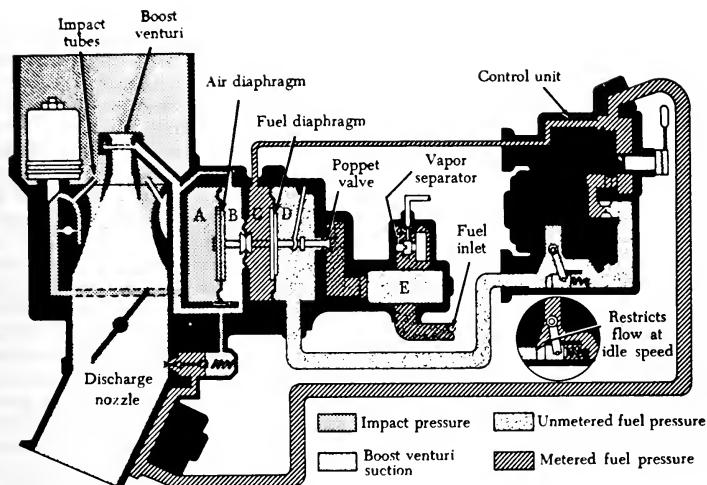 Impact
tubes
Boost
venturi
Air diaphragm
Fuel diaphragm
Poppet
valve
Vapor
separator
Fuel
inlet
Control unit
A
B
C
D
E
Discharge
nozzle
Restricts
flow at
idle speed
Impact pressure
Unmetered fuel pressure
Boost venturi
suction
Metered fuel pressure